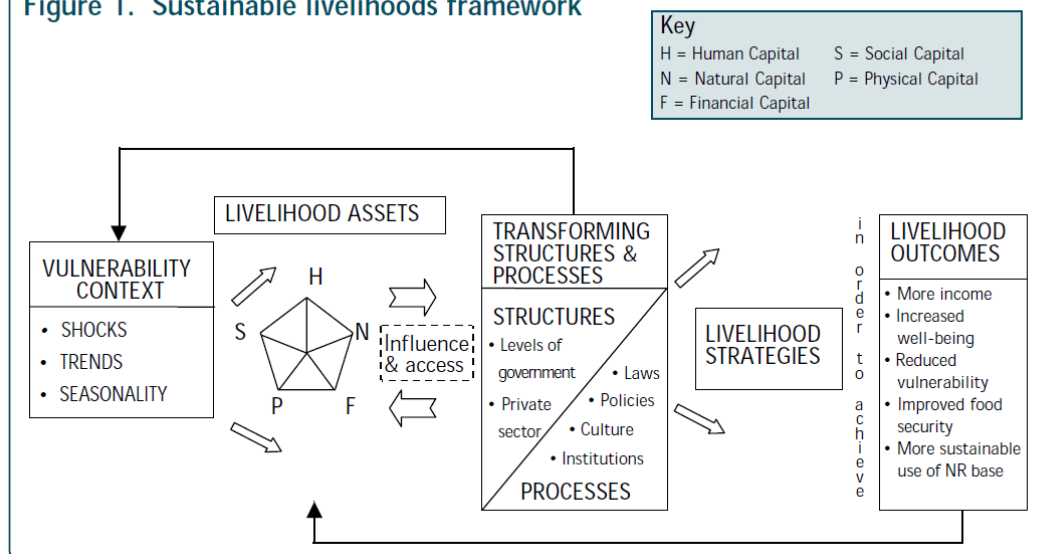 Figure 1. Sustainable livelihoods framework
Key
H = Human Capital S = Social Capital
N = Natural Capital P = Physical Capital
F = Financial Capital
LIVELIHOOD ASSETS
VULNERABILITY
CONTEXT
• SHOCKS
• TRENDS
• SEASONALITY
H
S
N
P
F
Influence
& access
TRANSFORMING
STRUCTURES &
PROCESSES
STRUCTURES
• Levels of
government
• Private
sector
• Laws
• Policies
• Culture
• Institutions
PROCESSES
LIVELIHOOD
STRATEGIES
in order to achieve
LIVELIHOOD
OUTCOMES
• More income
• Increased
well-being
• Reduced
vulnerability
• Improved food
security
• More sustainable
use of NR base